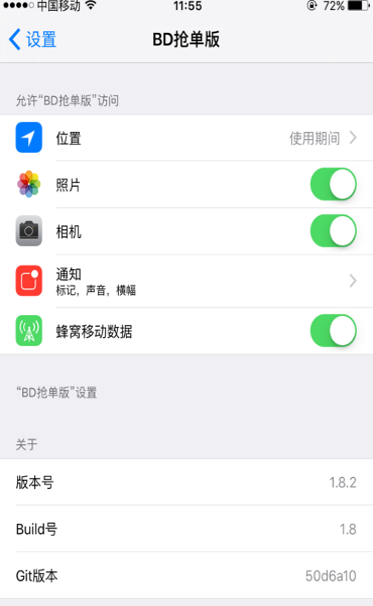 中国移动 11:55 72%
设置 BD抢单版
允许“BD抢单版”访问
位置 使用期间
照片
相机
通知
标记，声音，横幅
蜂窝移动数据
“BD抢单版”设置
关于
版本号 1.8.2
Build号 1.8
Git版本 50d6a10